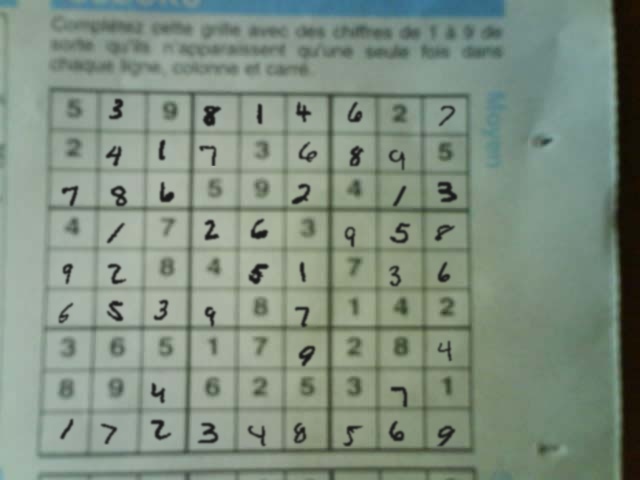 Complétez cette grille avec des chiffres de 1 à 9 de
sorte qu'ils n'apparaissent qu'une seule fois dans
chaque ligne, colonne et carré.
Moyen
5 3 9 8 1 4 6 2 7
2 4 1 7 3 6 8 9 5
7 8 6 5 9 2 4 1 3
4 1 7 2 6 3 9 5 8
9 2 8 4 5 1 7 3 6
6 5 3 9 8 7 1 4 2
3 6 5 1 7 9 2 8 4
8 9 4 6 2 5 3 7 1
1 7 2 3 4 8 5 6 9